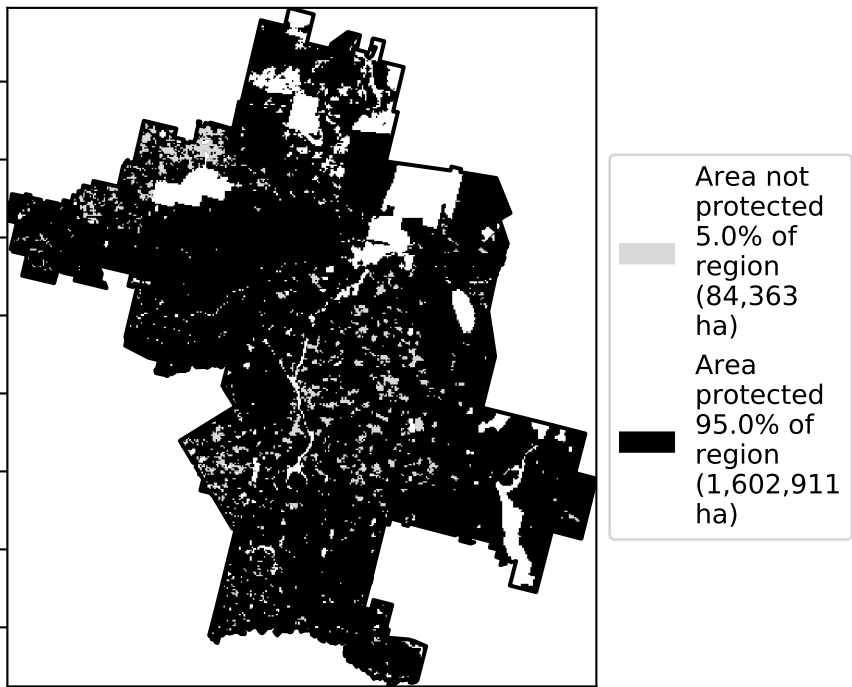 Area not
protected
5.0% of
region
(84,363
ha)
Area
protected
95.0% of
region
(1,602,911
ha)